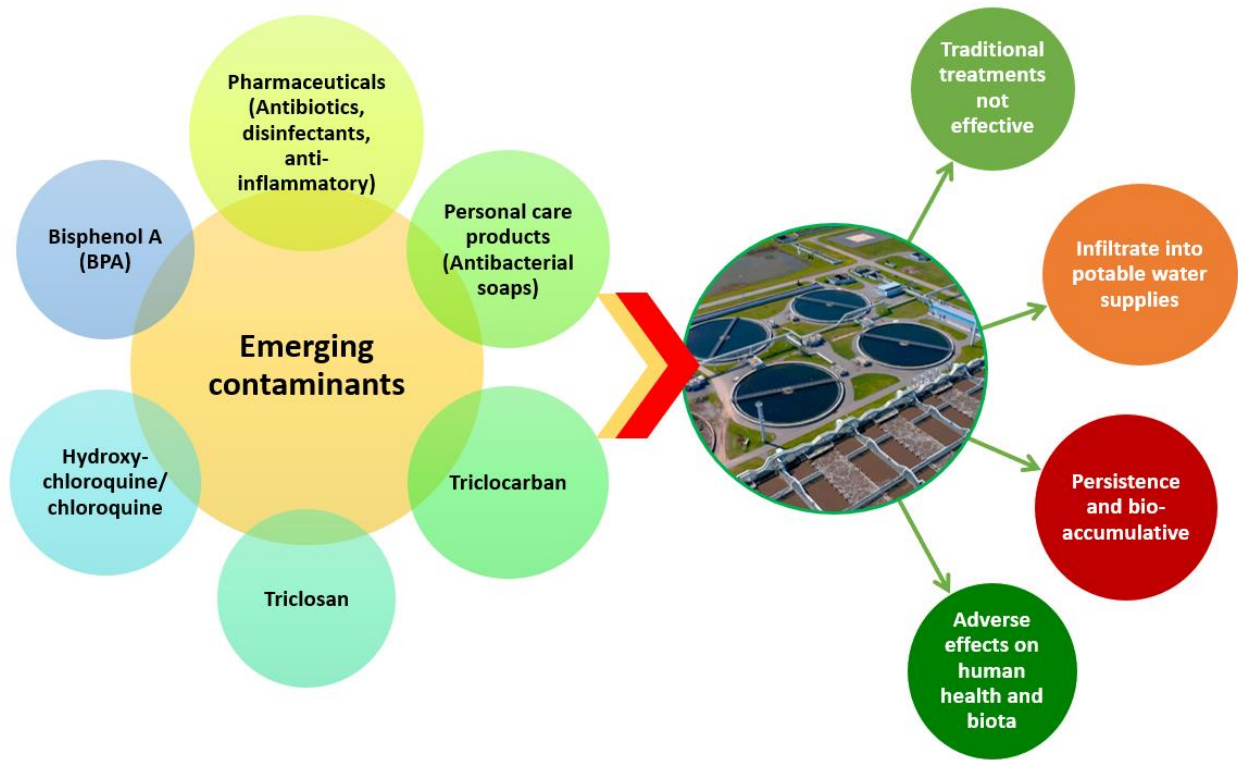 Pharmaceuticals
(Antibiotics,
disinfectants,
anti-
inflammatory)
Personal care
products
(Antibacterial
soaps)
Triclocarban
Triclosan
Hydroxy-
chloroquine/
chloroquine
Bisphenol A
(BPA)
Emerging
contaminants
Traditional
treatments
not
effective
Infiltrate into
potable water
supplies
Persistence
and bio-
accumulative
Adverse
effects on
human
health and
biota